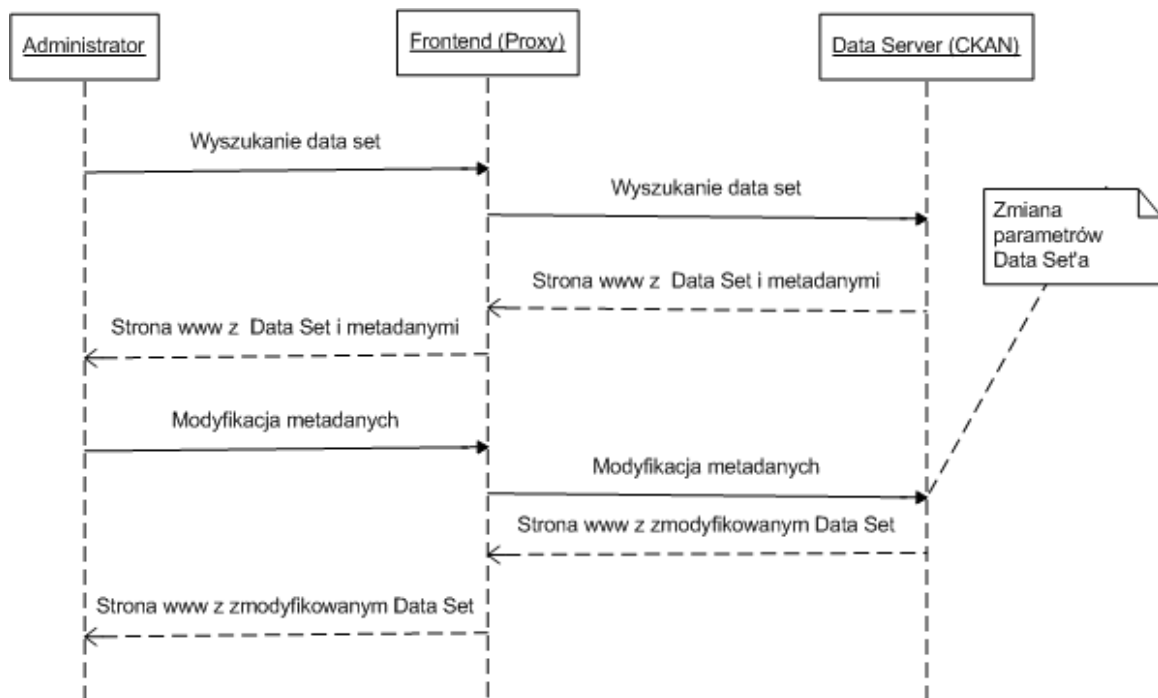 Administrator
Frontend (Proxy)
Data Server (CKAN)
Wyszukanie data set
Wyszukanie data set
Zmiana
parametrów
Data Set'a
Strona www z Data Set i metadanymi
Strona www z Data Set i metadanymi
Modyfikacja metadanych
Modyfikacja metadanych
Strona www z zmodyfikowanym Data Set
Strona www z zmodyfikowanym Data Set